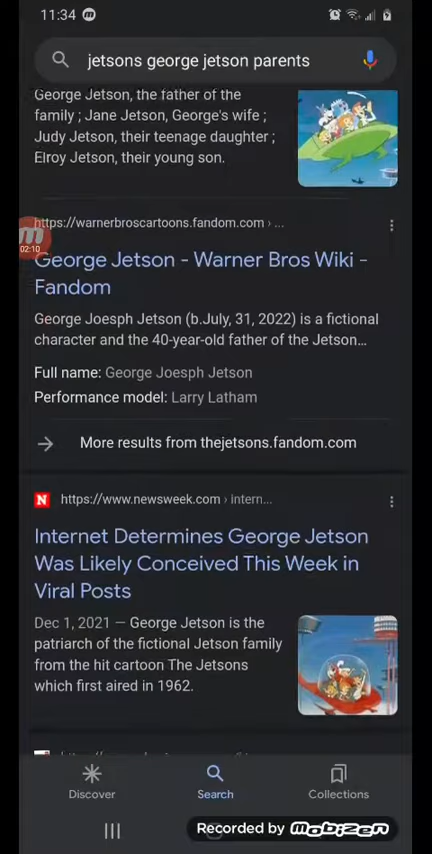 11:34
jetsons george jetson parents
George Jetson, the father of the
family ; Jane Jetson, George's wife ;
Judy Jetson, their teenage daughter ;
Elroy Jetson, their young son.
https://warnerbroscartoons.fandom.com › ...
02:10
George Jetson - Warner Bros Wiki -
Fandom
George Joesph Jetson (b.July, 31, 2022) is a fictional
character and the 40-year-old father of the Jetson...
Full name: George Joesph Jetson
Performance model: Larry Latham
More results from thejetsons.fandom.com
N https://www.newsweek.com › intern...
Internet Determines George Jetson
Was Likely Conceived This Week in
Viral Posts
Dec 1, 2021 — George Jetson is the
patriarch of the fictional Jetson family
from the hit cartoon The Jetsons
which first aired in 1962.
Discover Search Collections
Recorded by mobizen